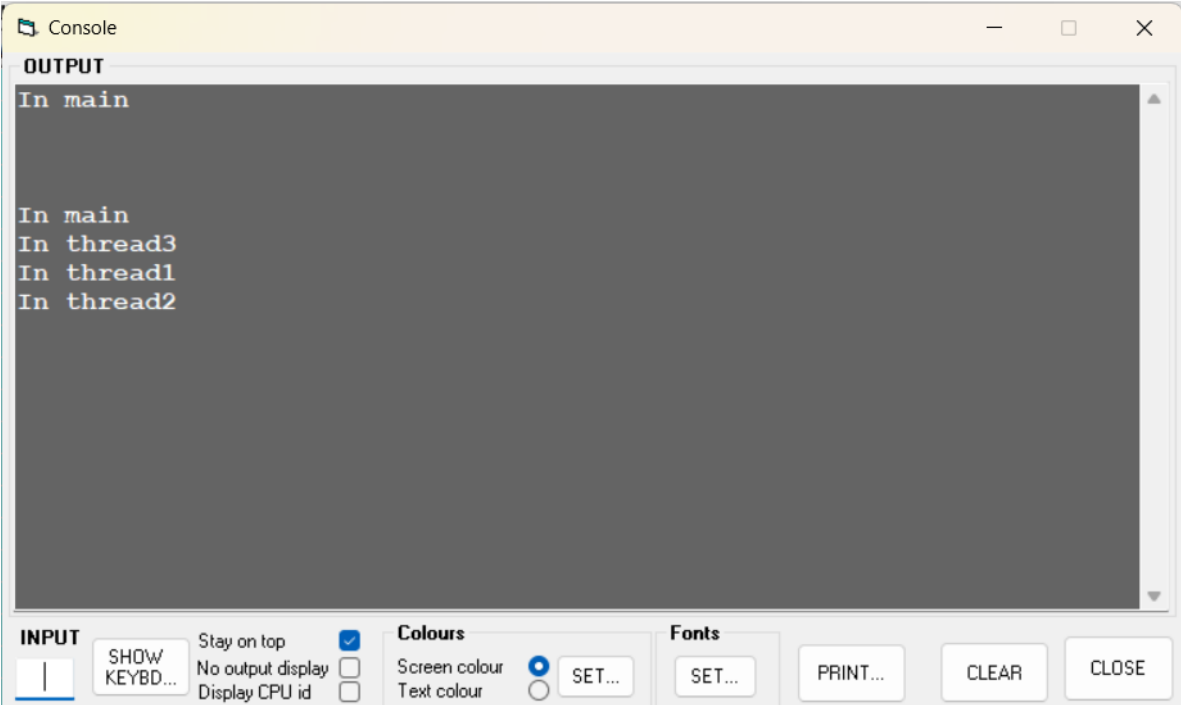 Console
OUTPUT
In main
In main
In thread3
In thread1
In thread2
INPUT
SHOW
KEYBD...
Stay on top
No output display
Display CPU id
Colours
Screen colour
Text colour
SET...
Fonts
SET...
PRINT...
CLEAR
CLOSE